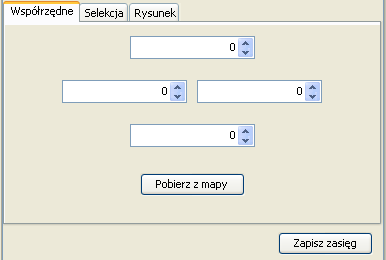 Współrzędne Selekcja Rysunek
0
0 0
0
Pobierz z mapy
Zapisz zasięg